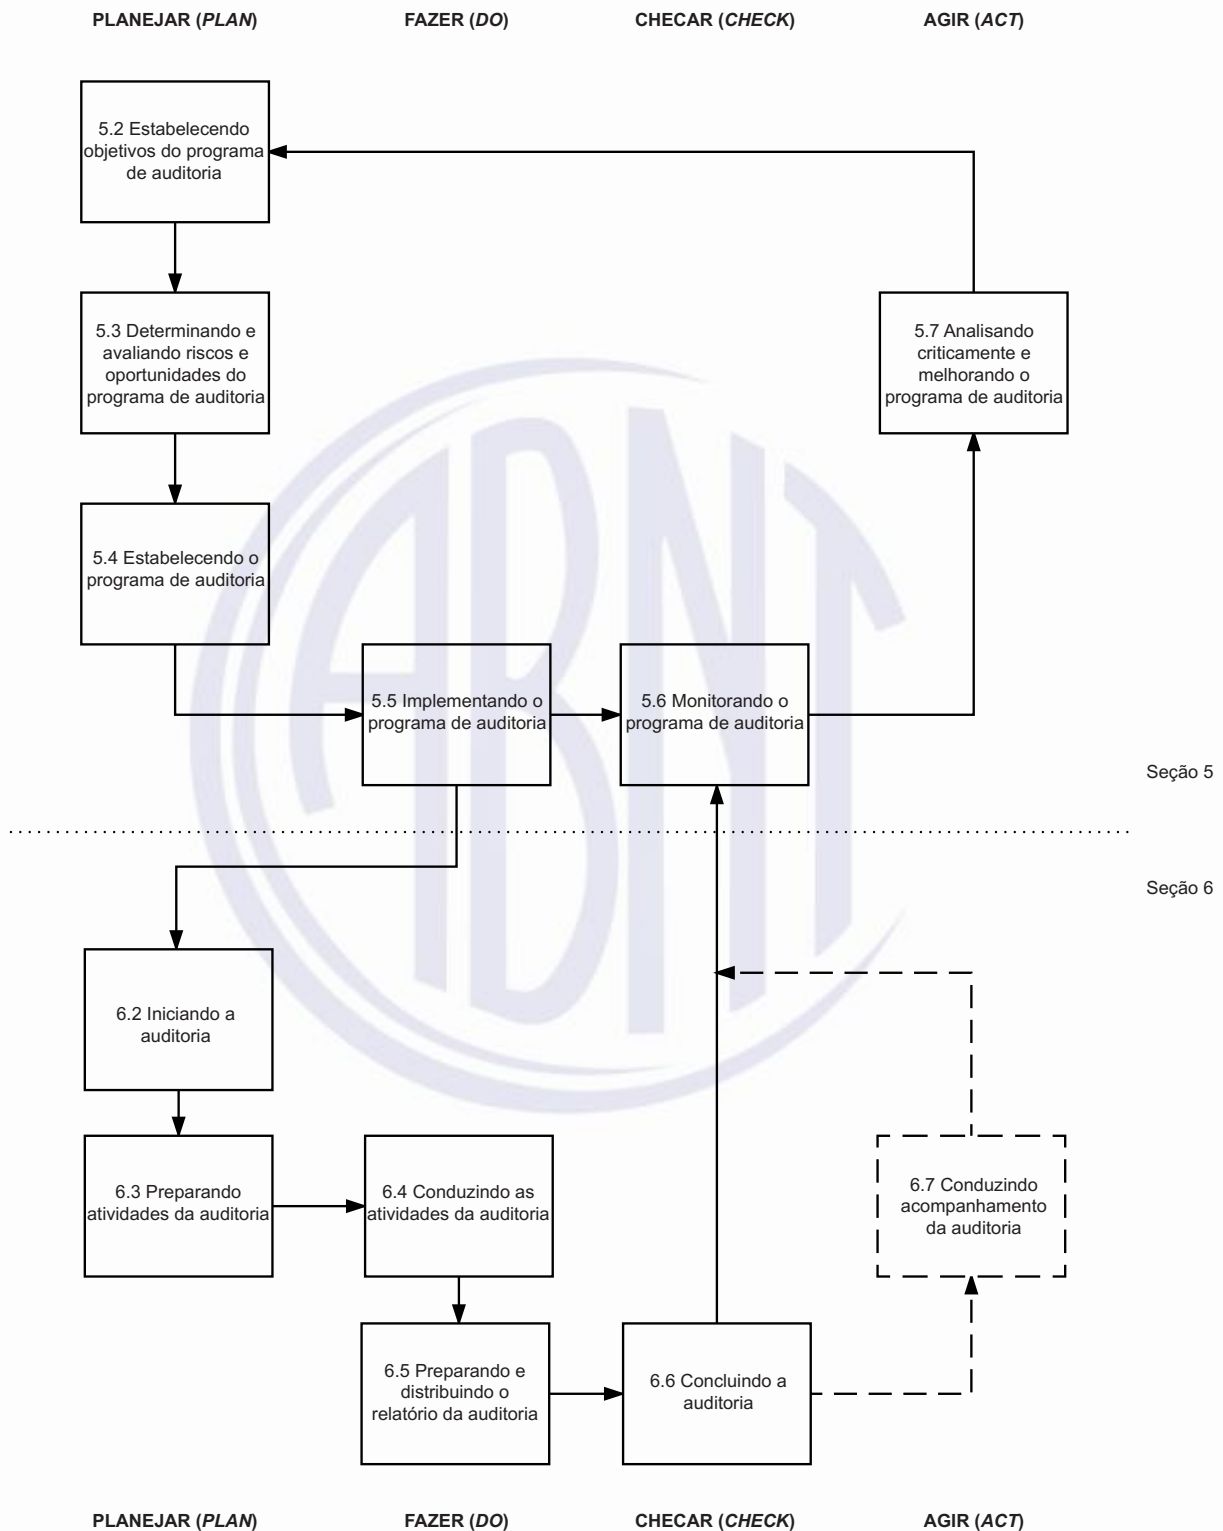 PLANEJAR (PLAN)
FAZER (DO)
CHECAR (CHECK)
AGIR (ACT)
5.2 Estabelecendo
objetivos do programa
de auditoria
5.3 Determinando e
avaliando riscos e
oportunidades do
programa de auditoria
5.7 Analisando
criticamente e
melhorando o
programa de auditoria
5.4 Estabelecendo o
programa de auditoria
5.5 Implementando o
programa de auditoria
5.6 Monitorando o
programa de auditoria
Seção 5
Seção 6
6.2 Iniciando a
auditoria
6.3 Preparando
atividades da auditoria
6.4 Conduzindo as
atividades da auditoria
6.7 Conduzindo
acompanhamento
da auditoria
6.5 Preparando e
distribuindo o
relatório da auditoria
6.6 Concluindo a
auditoria
PLANEJAR (PLAN)
FAZER (DO)
CHECAR (CHECK)
AGIR (ACT)
ABNT